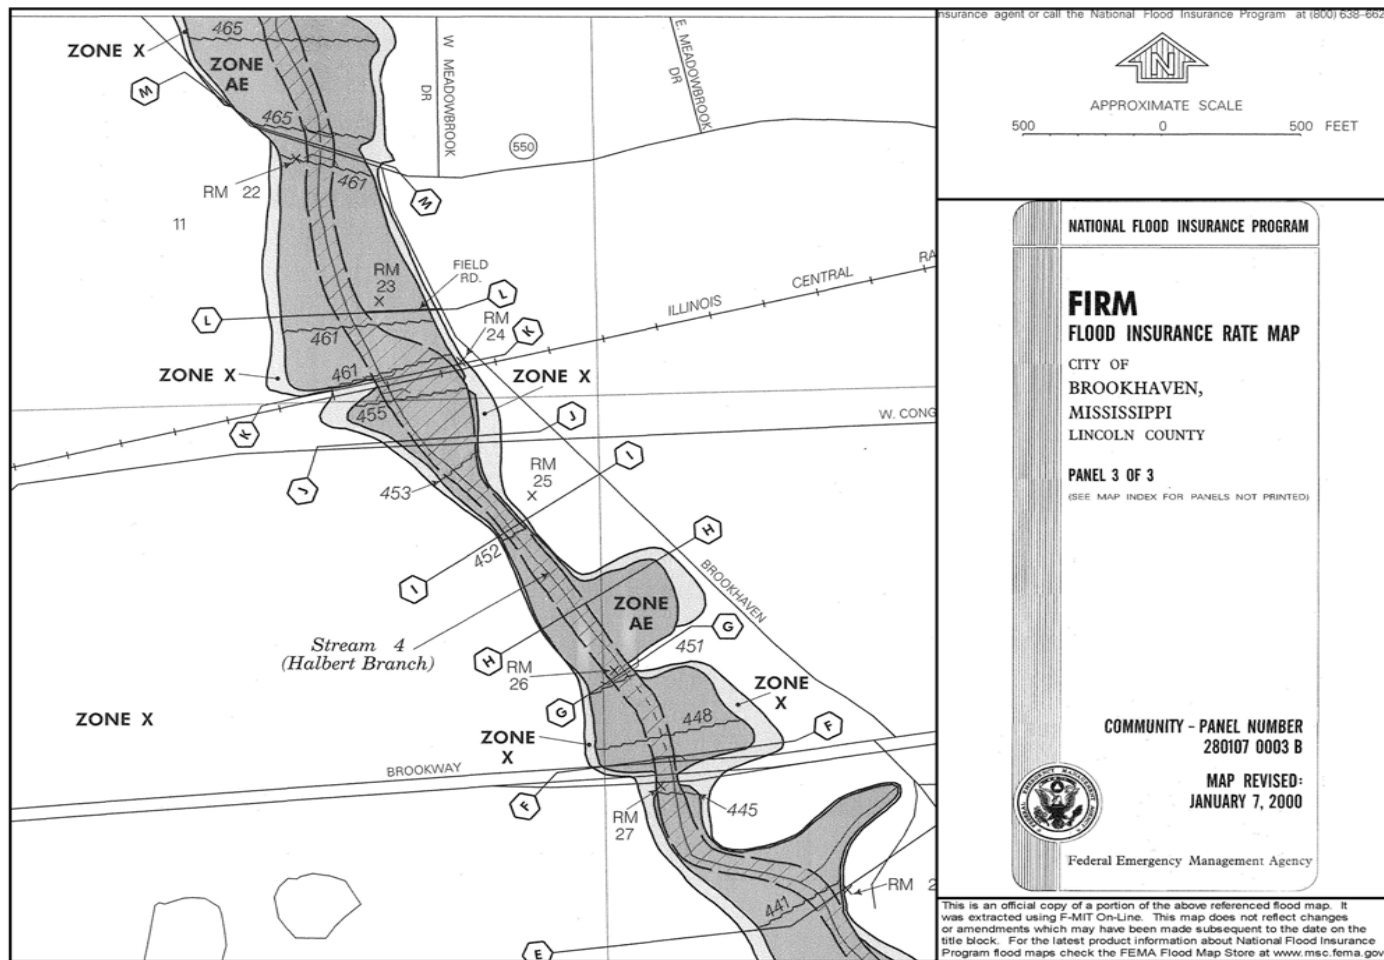 465
ZONE X
ZONE
AE
M
W MEADOWBROOK
DR
E. MEADOWBROOK
DR
550
465
RM 22
461
M
11
RM
23
FIELD
RD.
L
L
RM
24
K
ILLINOIS
CENTRAL
461
461
ZONE X
ZONE X
455
J
W. CONG
K
I
453
RM
25
J
452
H
BROOKHAVEN
I
ZONE
AE
G
Stream 4
(Halbert Branch)
451
H
RM
26
ZONE
X
G
ZONE X
448
F
ZONE
X
BROOKWAY
F
445
RM
27
RM
441
E
nsurance agent or call the National Flood Insurance Program at (800) 638-662
N
APPROXIMATE SCALE
500 0 500 FEET
NATIONAL FLOOD INSURANCE PROGRAM
FIRM
FLOOD INSURANCE RATE MAP
CITY OF
BROOKHAVEN,
MISSISSIPPI
LINCOLN COUNTY
PANEL 3 OF 3
(SEE MAP INDEX FOR PANELS NOT PRINTED)
COMMUNITY - PANEL NUMBER
280107 0003 B
MAP REVISED:
JANUARY 7, 2000
Federal Emergency Management Agency
This is an official copy of a portion of the above referenced flood map. It
was extracted using F-MIT On-Line. This map does not reflect changes
or amendments which may have been made subsequent to the date on the
title block. For the latest product information about National Flood Insurance
Program flood maps check the FEMA Flood Map Store at www.msc.fema.gov